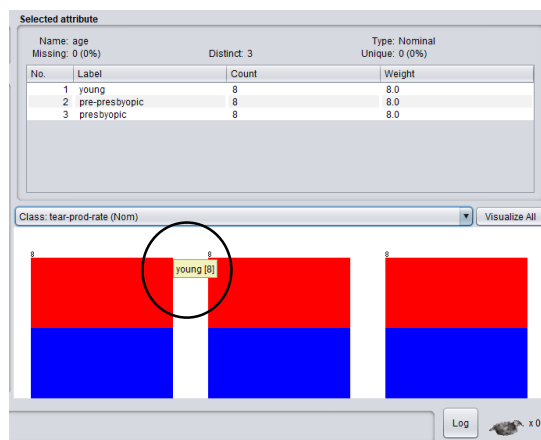 Selected attribute
Name: age Type: Nominal
Missing: 0 (0%) Distinct: 3 Unique: 0 (0%)
No. Label Count Weight
1 young 8 8.0
2 pre-presbyopic 8 8.0
3 presbyopic 8 8.0
Class: tear-prod-rate (Nom) Visualize All
8 8 8
young [8]
Log x 0